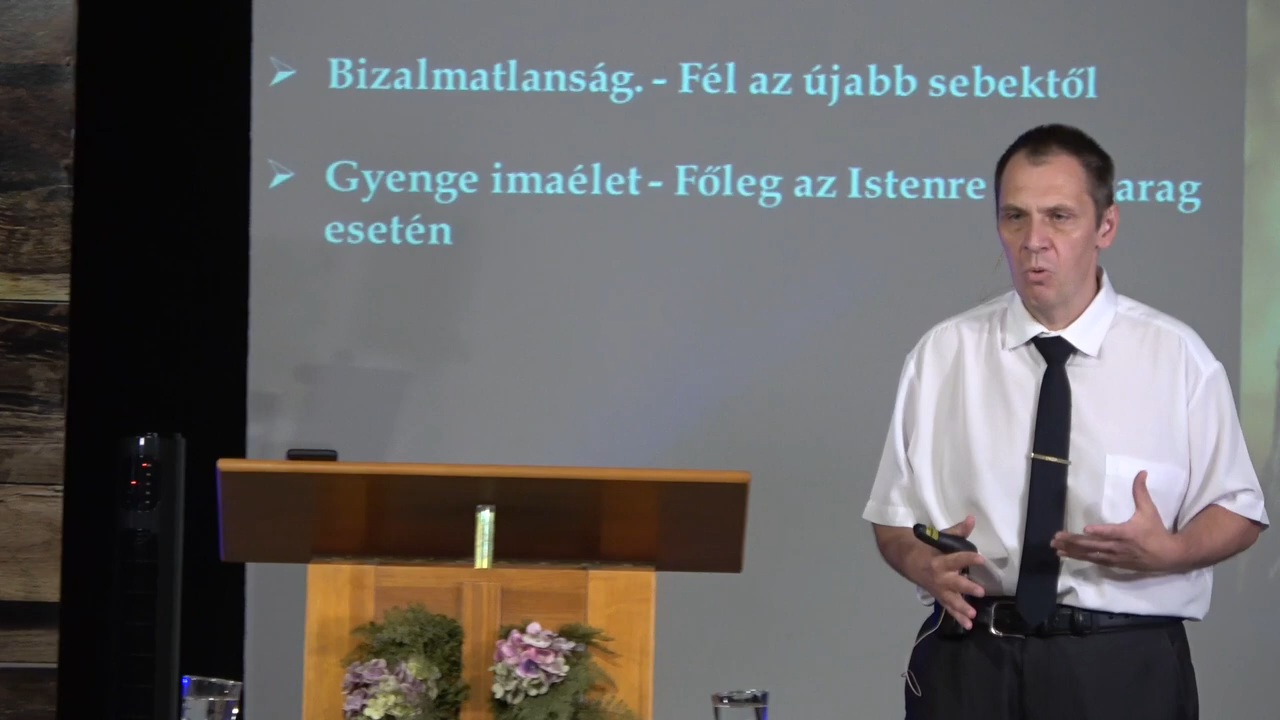 Bizalmatlanság. - Fél az újabb sebektől
Gyenge imaélet - Főleg az Istenre
esetén